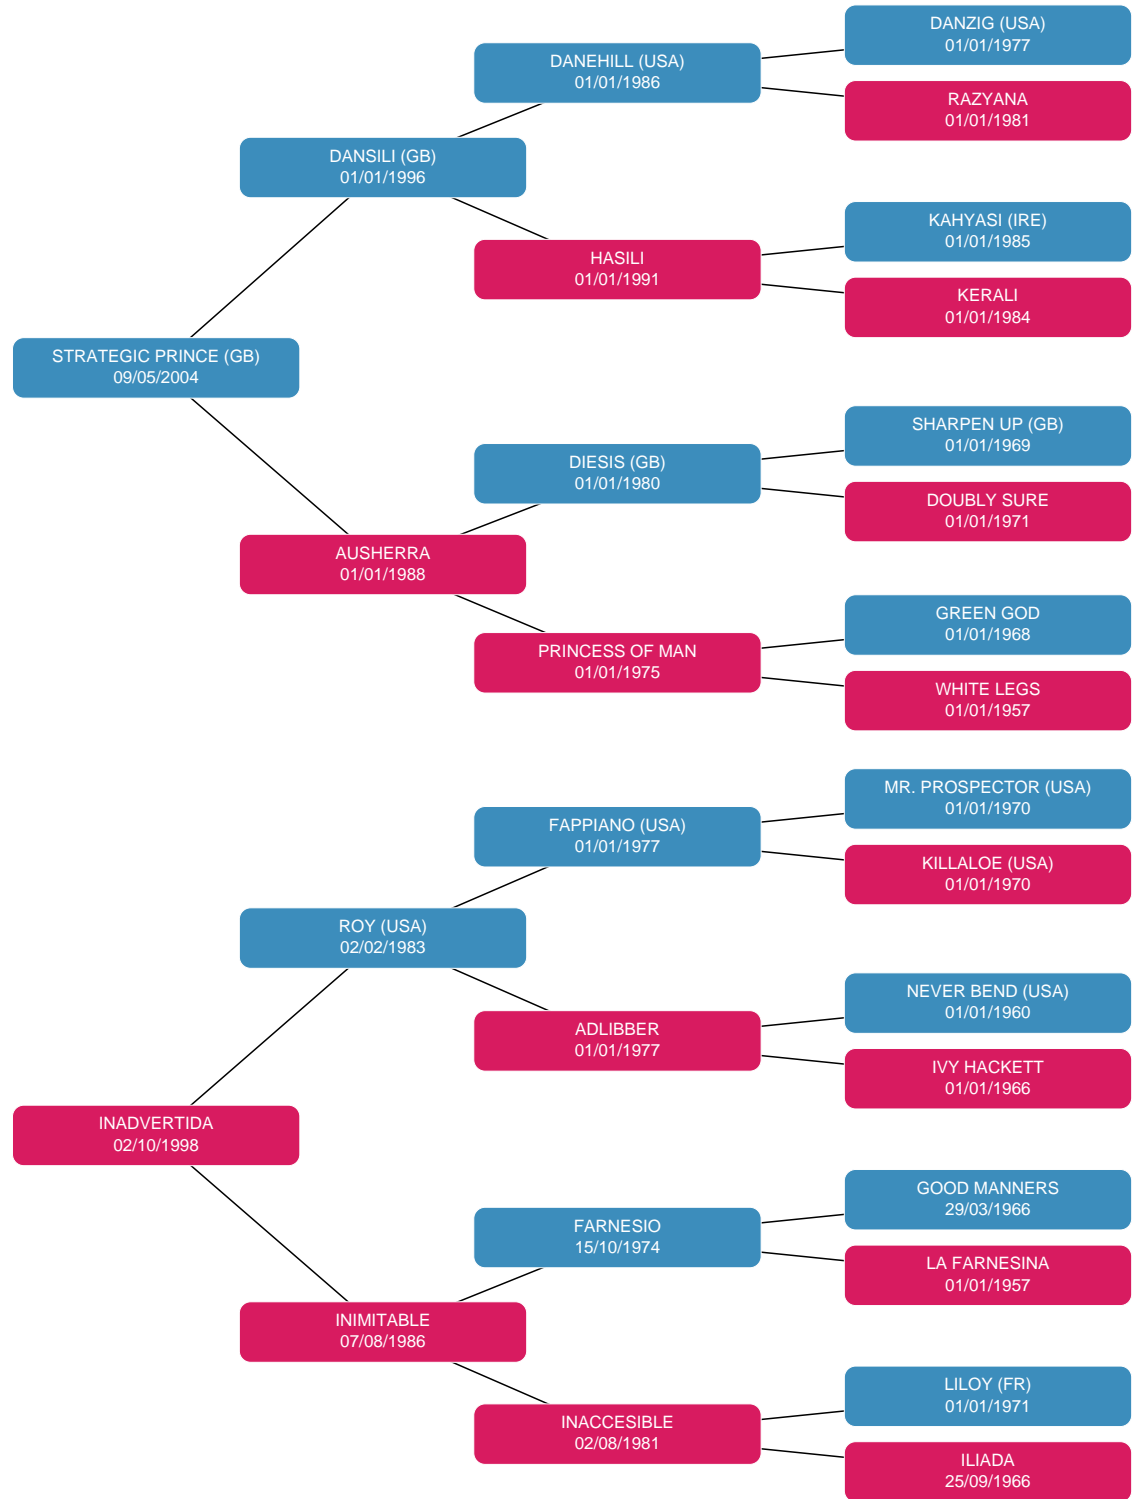 DANZIG (USA)
01/01/1977
DANEHILL (USA)
01/01/1986
RAZYANA
01/01/1981
DANSILI (GB)
01/01/1996
KAHYASI (IRE)
01/01/1985
HASILI
01/01/1991
KERALI
01/01/1984
STRATEGIC PRINCE (GB)
09/05/2004
SHARPEN UP (GB)
01/01/1969
DIESIS (GB)
01/01/1980
DOUBLY SURE
01/01/1971
AUSHERRA
01/01/1988
GREEN GOD
01/01/1968
PRINCESS OF MAN
01/01/1975
WHITE LEGS
01/01/1957
MR. PROSPECTOR (USA)
01/01/1970
FAPPIANO (USA)
01/01/1977
KILLALOE (USA)
01/01/1970
ROY (USA)
02/02/1983
NEVER BEND (USA)
01/01/1960
ADLIBBER
01/01/1977
IVY HACKETT
01/01/1966
INADVERTIDA
02/10/1998
GOOD MANNERS
29/03/1966
FARNESIO
15/10/1974
LA FARNESINA
01/01/1957
INIMITABLE
07/08/1986
LILOY (FR)
01/01/1971
INACCESIBLE
02/08/1981
ILIADA
25/09/1966